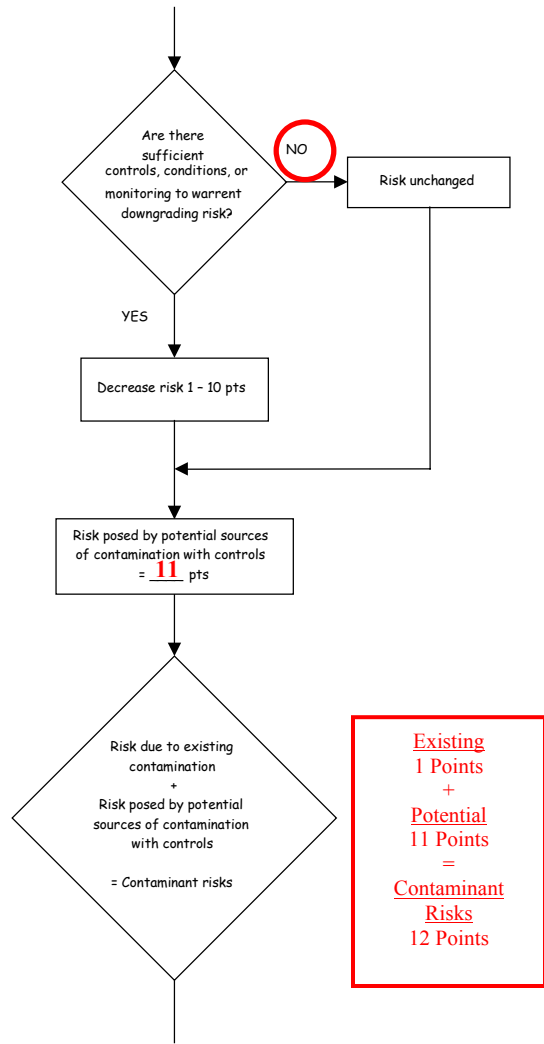 Are there
sufficient
controls, conditions, or
monitoring to warrent
downgrading risk?
NO
Risk unchanged
YES
Decrease risk 1 – 10 pts
Risk posed by potential sources
of contamination with controls
= 11 pts
Risk due to existing
contamination
+
Risk posed by potential
sources of contamination
with controls
= Contaminant risks
Existing
1 Points
+
Potential
11 Points
=
Contaminant
Risks
12 Points